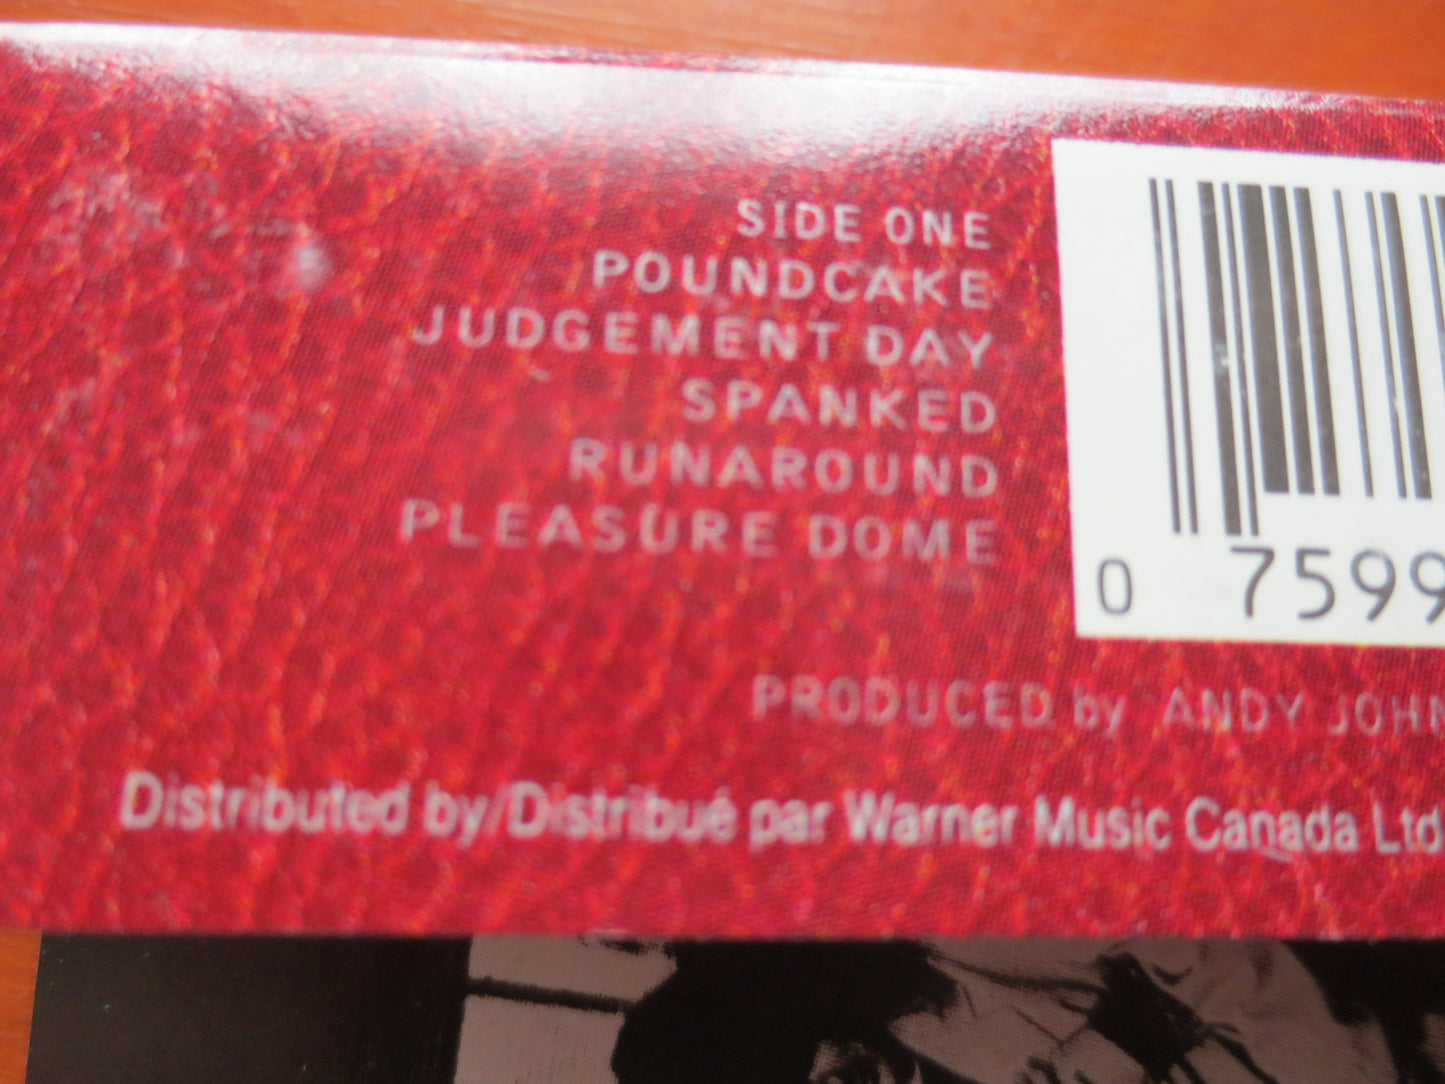 SIDE ONE
POUNDCAKE
JUDGEMENT DAY
SPANKED
RUNAROUND
PLEASURE DOME
0 7599
PRODUCED by ANDY JOHN
Distributed by/Distribué par Warner Music Canada Ltd